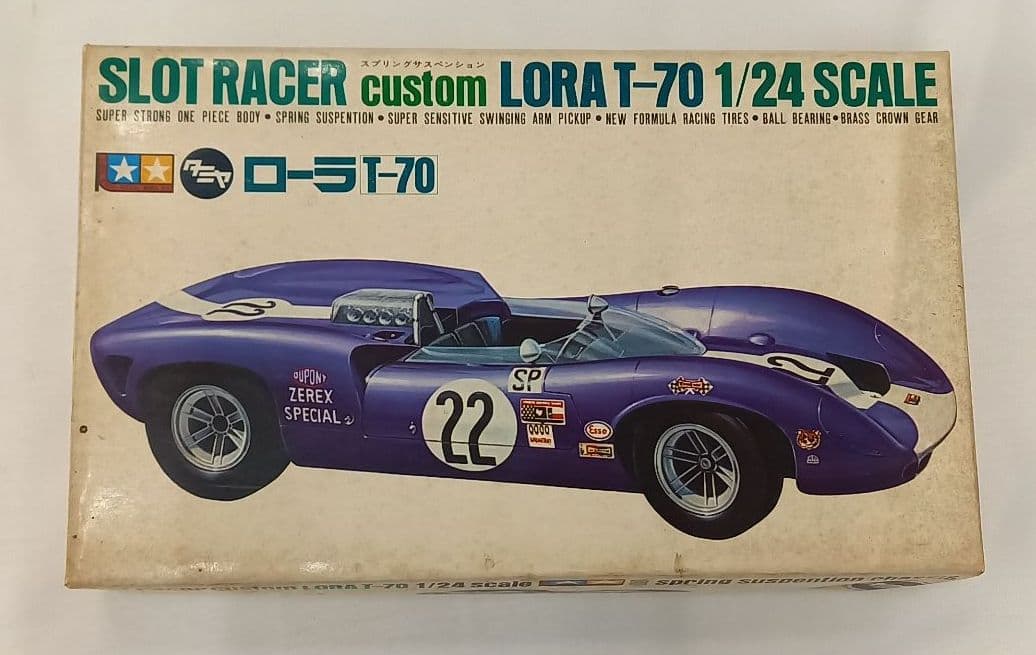 スプリングサスペンション
SLOT RACER custom LORA T-70 1/24 SCALE
SUPER STRONG ONE PIECE BODY • SPRING SUSPENTION • SUPER SENSITIVE SWINGING ARM PICKUP • NEW FORMULA RACING TIRES • BALL BEARING • BRASS CROWN GEAR
タミヤ ローラ T-70
22
22
DUPONT
ZEREX
SPECIAL
SP
22
Esso
CUSTOM LORA T-70 1/24 scale
spring suspention chassis